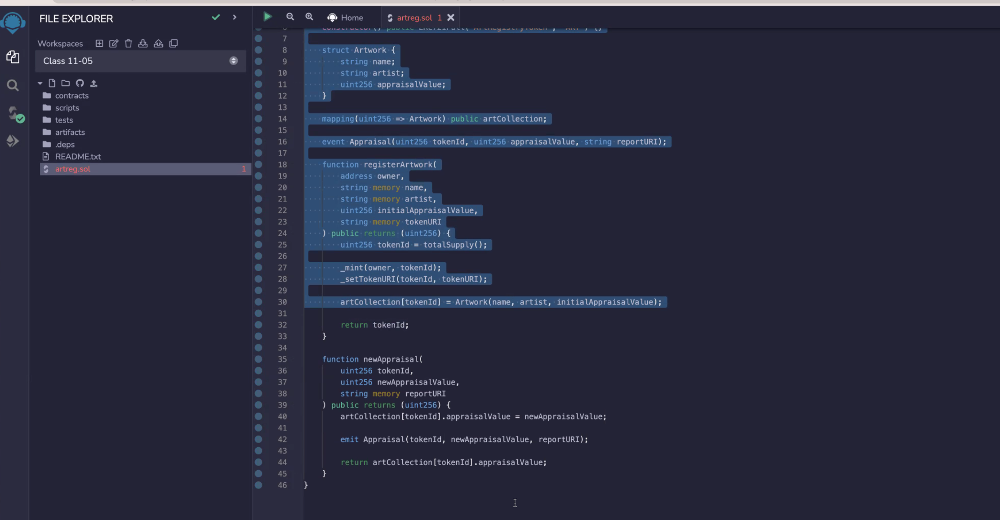 FILE EXPLORER
Workspaces
Class 11-05
contracts
scripts
tests
artifacts
.deps
README.txt
artreg.sol 1
Home
artreg.sol 1
6 constructor() public ERC721Full("ArtRegistryToken", "ART") {}
7
8 struct Artwork {
9 string name;
10 string artist;
11 uint256 appraisalValue;
12 }
13
14 mapping(uint256 => Artwork) public artCollection;
15
16 event Appraisal(uint256 tokenId, uint256 appraisalValue, string reportURI);
17
18 function registerArtwork(
19 address owner,
20 string memory name,
21 string memory artist,
22 uint256 initialAppraisalValue,
23 string memory tokenURI
24 ) public returns (uint256) {
25 uint256 tokenId = totalSupply();
26
27 _mint(owner, tokenId);
28 _setTokenURI(tokenId, tokenURI);
29
30 artCollection[tokenId] = Artwork(name, artist, initialAppraisalValue);
31
32 return tokenId;
33 }
34
35 function newAppraisal(
36 uint256 tokenId,
37 uint256 newAppraisalValue,
38 string memory reportURI
39 ) public returns (uint256) {
40 artCollection[tokenId].appraisalValue = newAppraisalValue;
41
42 emit Appraisal(tokenId, newAppraisalValue, reportURI);
43
44 return artCollection[tokenId].appraisalValue;
45 }
46 }